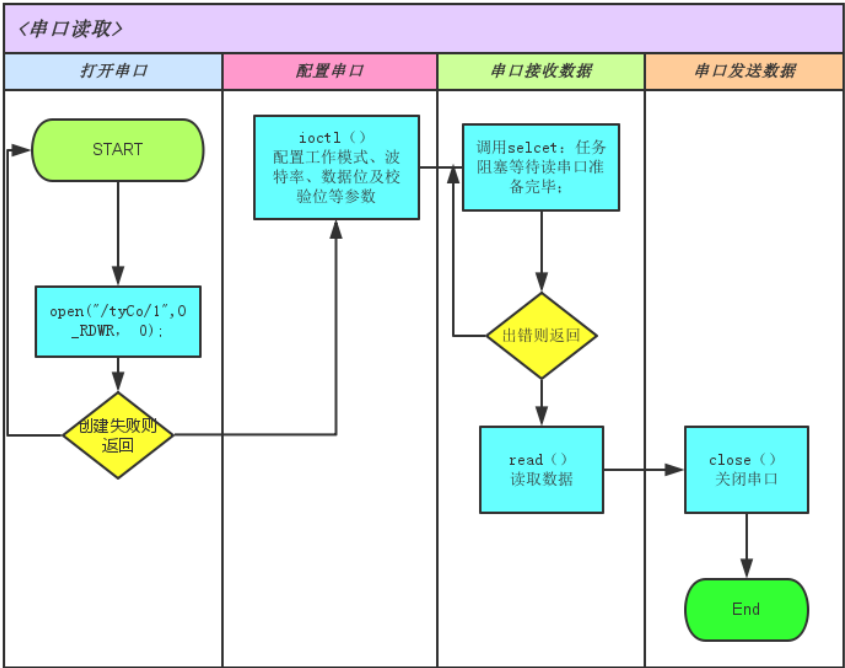 <串口读取>
打开串口
配置串口
串口接收数据
串口发送数据
START
open("/tyCo/1",O
_RDWR, 0);
创建失败则
返回
ioctl（）
配置工作模式、波
特率、数据位及校
验位等参数
调用selcet：任务
阻塞等待读串口准
备完毕；
出错则返回
read（）
读取数据
close（）
关闭串口
End